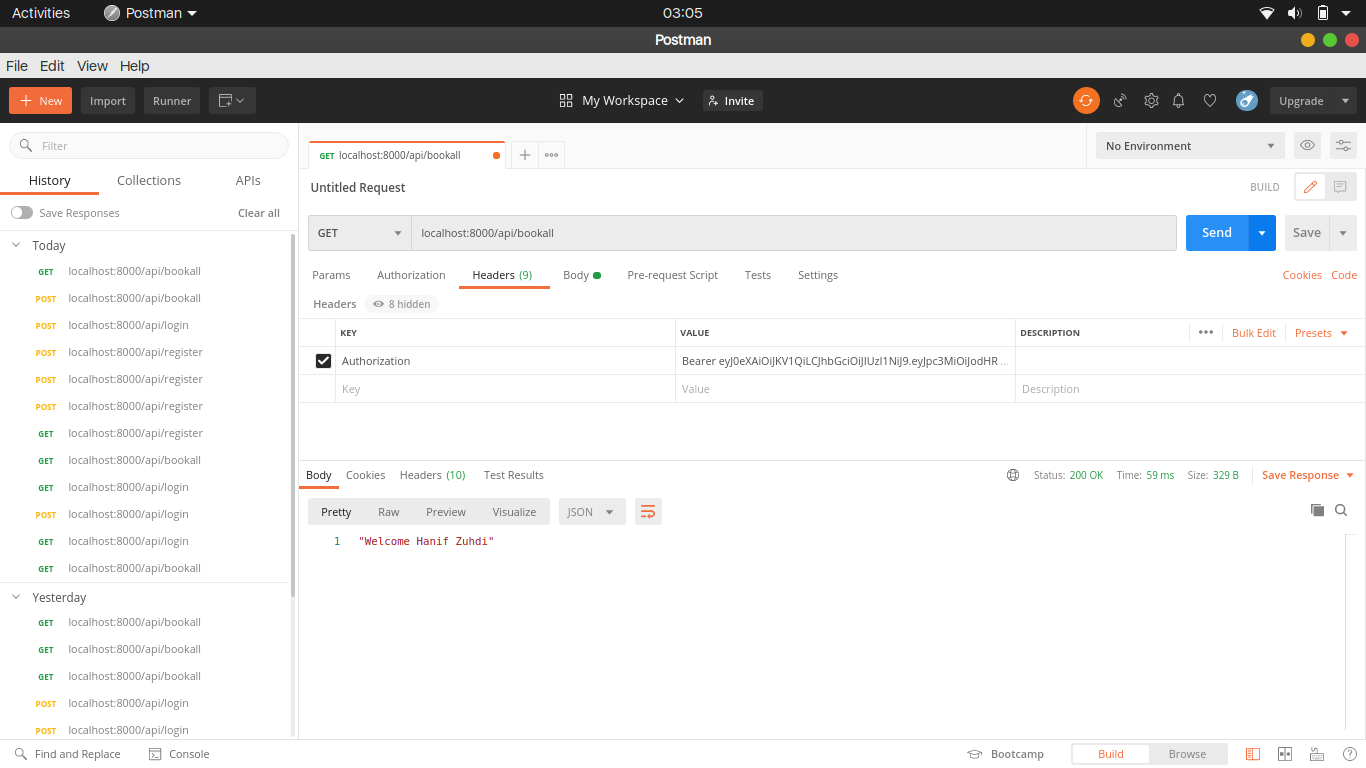 Activities Postman 03:05
Postman
File Edit View Help
New Import Runner My Workspace Invite Upgrade
Filter
History Collections APIs
Save Responses Clear all
Today
GET localhost:8000/api/bookall
POST localhost:8000/api/bookall
POST localhost:8000/api/login
POST localhost:8000/api/register
POST localhost:8000/api/register
POST localhost:8000/api/register
GET localhost:8000/api/register
GET localhost:8000/api/bookall
GET localhost:8000/api/login
POST localhost:8000/api/login
GET localhost:8000/api/login
GET localhost:8000/api/bookall
Yesterday
GET localhost:8000/api/bookall
GET localhost:8000/api/bookall
GET localhost:8000/api/bookall
POST localhost:8000/api/login
POST localhost:8000/api/login
GET localhost:8000/api/bookall No Environment
Untitled Request BUILD
GET localhost:8000/api/bookall Send Save
Params Authorization Headers (9) Body Pre-request Script Tests Settings Cookies Code
Headers 8 hidden
KEY VALUE DESCRIPTION Bulk Edit Presets
Authorization Bearer eyJ0eXAiOiJKV1QiLCJhbGciOiJIUzI1NiJ9.eyJpc3MiOiJodHR ...
Key Value Description
Body Cookies Headers (10) Test Results Status: 200 OK Time: 59 ms Size: 329 B Save Response
Pretty Raw Preview Visualize JSON
1 "Welcome Hanif Zuhdi"
Find and Replace Console Bootcamp Build Browse